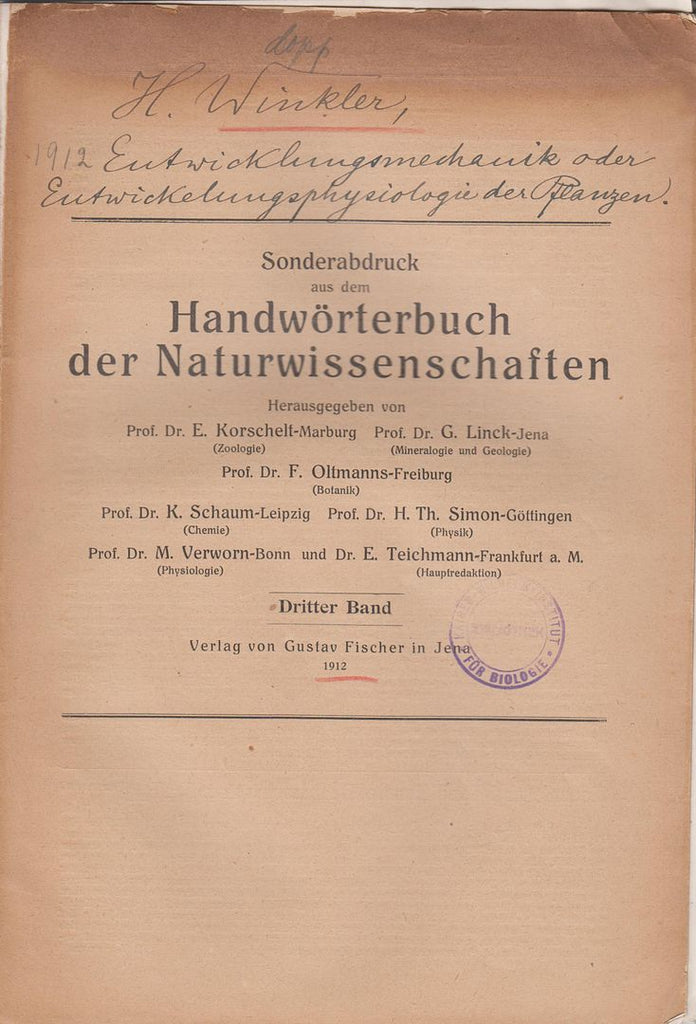 dopp
H. Winkler,
1912 Entwicklungsmechanik oder
Entwickelungsphysiologie der Pflanzen.
Sonderabdruck
aus dem
Handwörterbuch
der Naturwissenschaften
Herausgegeben von
Prof. Dr. E. Korschelt-Marburg Prof. Dr. G. Linck-Jena
(Zoologie) (Mineralogie und Geologie)
Prof. Dr. F. Oltmanns-Freiburg
(Botanik)
Prof. Dr. K. Schaum-Leipzig Prof. Dr. H. Th. Simon-Göttingen
(Chemie) (Physik)
Prof. Dr. M. Verworn-Bonn und Dr. E. Teichmann-Frankfurt a. M.
(Physiologie) (Hauptredaktion)
Dritter Band
Verlag von Gustav Fischer in Jena
1912
FÜR BIOLOGIE